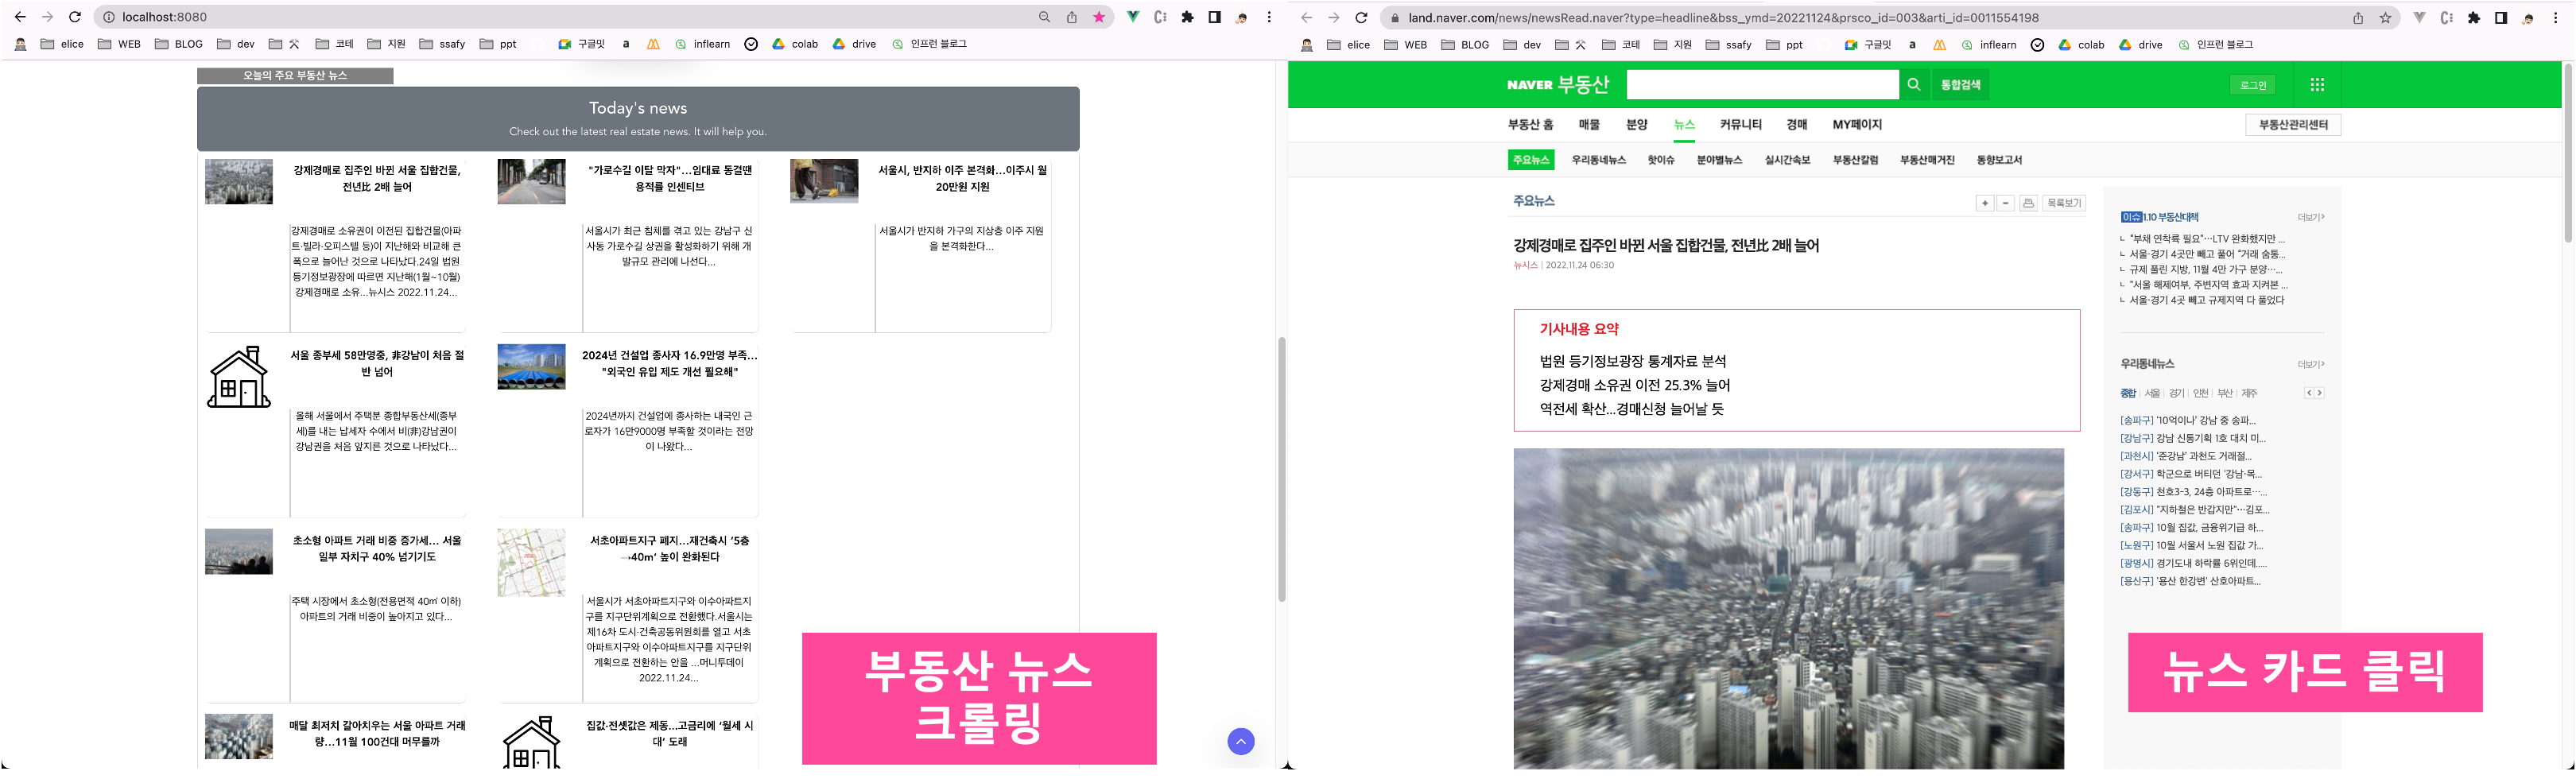 localhost:8080
elice
WEB
BLOG
dev
코테
지원
ssafy
ppt
구글밋
a
inflearn
colab
drive
인프런 블로그
오늘의 주요 부동산 뉴스
Today's news
Check out the latest real estate news. It will help you.
강제경매로 집주인 바뀐 서울 집합건물,
전년比 2배 늘어
강제경매로 소유권이 이전된 집합건물(아파
트·빌라·오피스텔 등)이 지난해와 비교해 큰
폭으로 늘어난 것으로 나타났다.24일 법원
등기정보광장에 따르면 지난해(1월~10월)
강제경매로 소유...뉴시스 2022.11.24...
"가로수길 이탈 막자"...임대료 동결땐
용적률 인센티브
서울시가 최근 침체를 겪고 있는 강남구 신
사동 가로수길 상권을 활성화하기 위해 개
발규모 관리에 나선다...
서울시, 반지하 이주 본격화...이주시 월
20만원 지원
서울시가 반지하 가구의 지상층 이주 지원
을 본격화한다...
서울 종부세 58만명중, 非강남이 처음 절
반 넘어
올해 서울에서 주택분 종합부동산세(종부
세)를 내는 납세자 수에서 비(非)강남권이
강남권을 처음 앞지른 것으로 나타났다...
2024년 건설업 종사자 16.9만명 부족...
"외국인 유입 제도 개선 필요해"
2024년까지 건설업에 종사하는 내국인 근
로자가 16만9000명 부족할 것이라는 전망
이 나왔다...
초소형 아파트 거래 비중 증가세... 서울
일부 자치구 40% 넘기기도
주택 시장에서 초소형(전용면적 40㎡ 이하)
아파트의 거래 비중이 높아지고 있다...
서초아파트지구 폐지...재건축시 '5층
→40m' 높이 완화된다
서울시가 서초아파트지구와 이수아파트지
구를 지구단위계획으로 전환했다.서울시는
제16차 도시·건축공동위원회를 열고 서초
아파트지구와 이수아파트지구를 지구단위
계획으로 전환하는 안을 ...머니투데이
2022.11.24...
매달 최저치 갈아치우는 서울 아파트 거래
량...11월 100건대 머무를까
집값·전셋값은 제동...고금리에 '월세 시
대' 도래
부동산 뉴스
크롤링
land.naver.com/news/newsRead.naver?type=headline&bss_ymd=20221124&prsco_id=003&arti_id=0011554198
elice
WEB
BLOG
dev
코테
지원
ssafy
ppt
구글밋
a
inflearn
colab
drive
인프런 블로그
NAVER 부동산
통합검색
로그인
부동산 홈
매물
분양
뉴스
커뮤니티
경매
MY페이지
부동산관리센터
주요뉴스
우리동네뉴스
핫이슈
분야별뉴스
실시간속보
부동산칼럼
부동산매거진
동향보고서
주요뉴스
+
-
목록보기
강제경매로 집주인 바뀐 서울 집합건물, 전년比 2배 늘어
뉴시스 | 2022.11.24 06:30
기사내용 요약
법원 등기정보광장 통계자료 분석
강제경매 소유권 이전 25.3% 늘어
역전세 확산...경매신청 늘어날 듯
이슈 1.10 부동산대책
더보기>
"부채 연착륙 필요"…LTV 완화했지만 ...
서울·경기 4곳만 빼고 풀어 "거래 숨통...
규제 풀린 지방, 11월 4만 가구 분양…...
"서울 해제여부, 주변지역 효과 지켜본 ...
서울·경기 4곳 빼고 규제지역 다 풀었다
우리동네뉴스
더보기>
종합 | 서울 | 경기 | 인천 | 부산 | 제주
[송파구] '10억이나' 강남 중 송파...
[강남구] 강남 신통기획 1호 대치 미...
[과천시] '준강남' 과천도 거래절...
[강서구] 학군으로 버티던 '강남·목...
[강동구] 천호3-3, 24층 아파트로…...
[김포시] "지하철은 반갑지만"…김포...
[송파구] 10월 집값, 금융위기급 하...
[노원구] 10월 서울서 노원 집값 가...
[광명시] 경기도내 하락률 6위인데.....
[용산구] '용산 한강변' 산호아파트...
뉴스 카드 클릭